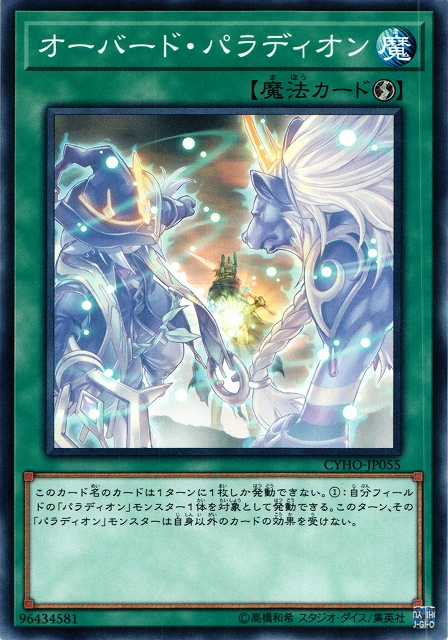 オーバード・パラディオン 魔
【魔法カード】
CYHO-JP055
このカード名のカードは1ターンに1枚しか発動できない。①:自分フィール
ドの「パラディオン」モンスター1体を対象として発動できる。このターン、その
「パラディオン」モンスターは自身以外のカードの効果を受けない。
96434581 ©高橋和希 スタジオ・ダイス/集英社